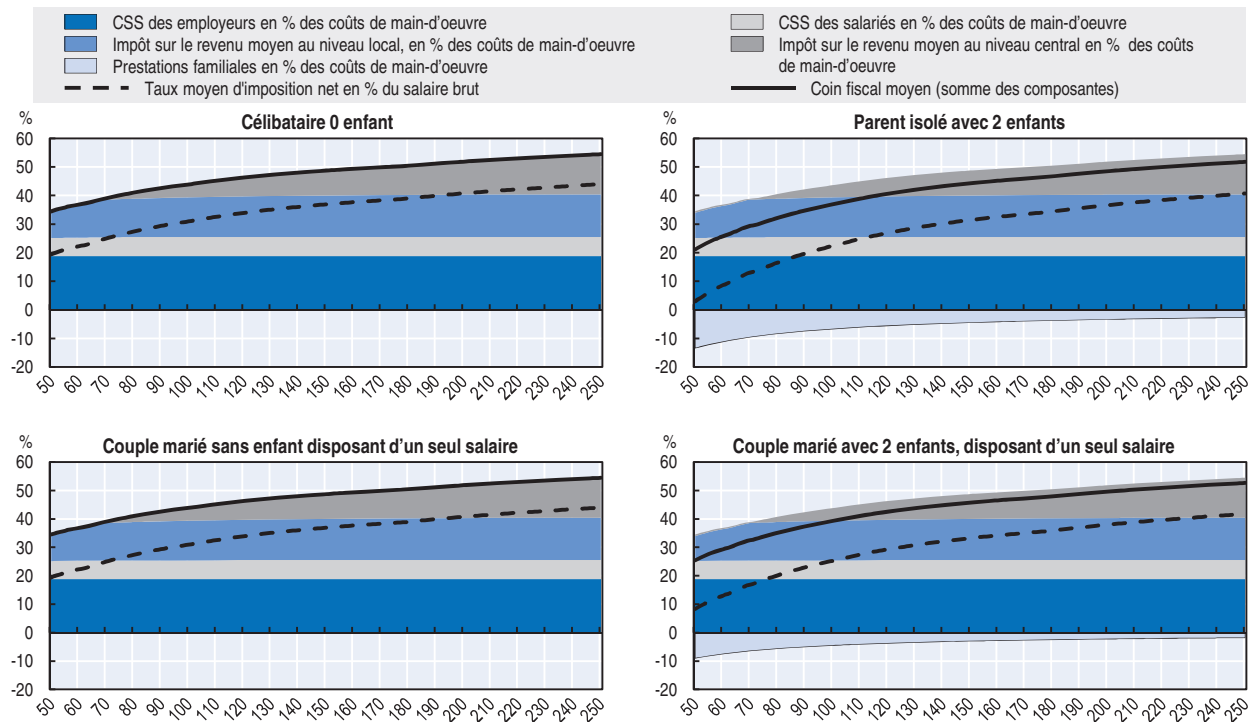 CSS des employeurs en % des coûts de main-d'oeuvre
CSS des salariés en % des coûts de main-d'oeuvre
Impôt sur le revenu moyen au niveau local, en % des coûts de main-d'oeuvre
Impôt sur le revenu moyen au niveau central en % des coûts
de main-d'oeuvre
Prestations familiales en % des coûts de main-d'oeuvre
Taux moyen d'imposition net en % du salaire brut
Coin fiscal moyen (somme des composantes)
%
Célibataire 0 enfant
60
50
40
30
20
10
0
-10
-20
50 60 70 80 90 100 110 120 130 140 150 160 170 180 190 200 210 220 230 240 250
%
Parent isolé avec 2 enfants
60
50
40
30
20
10
0
-10
-20
50 60 70 80 90 100 110 120 130 140 150 160 170 180 190 200 210 220 230 240 250
%
Couple marié sans enfant disposant d'un seul salaire
60
50
40
30
20
10
0
-10
-20
50 60 70 80 90 100 110 120 130 140 150 160 170 180 190 200 210 220 230 240 250
%
Couple marié avec 2 enfants, disposant d'un seul salaire
60
50
40
30
20
10
0
-10
-20
50 60 70 80 90 100 110 120 130 140 150 160 170 180 190 200 210 220 230 240 250